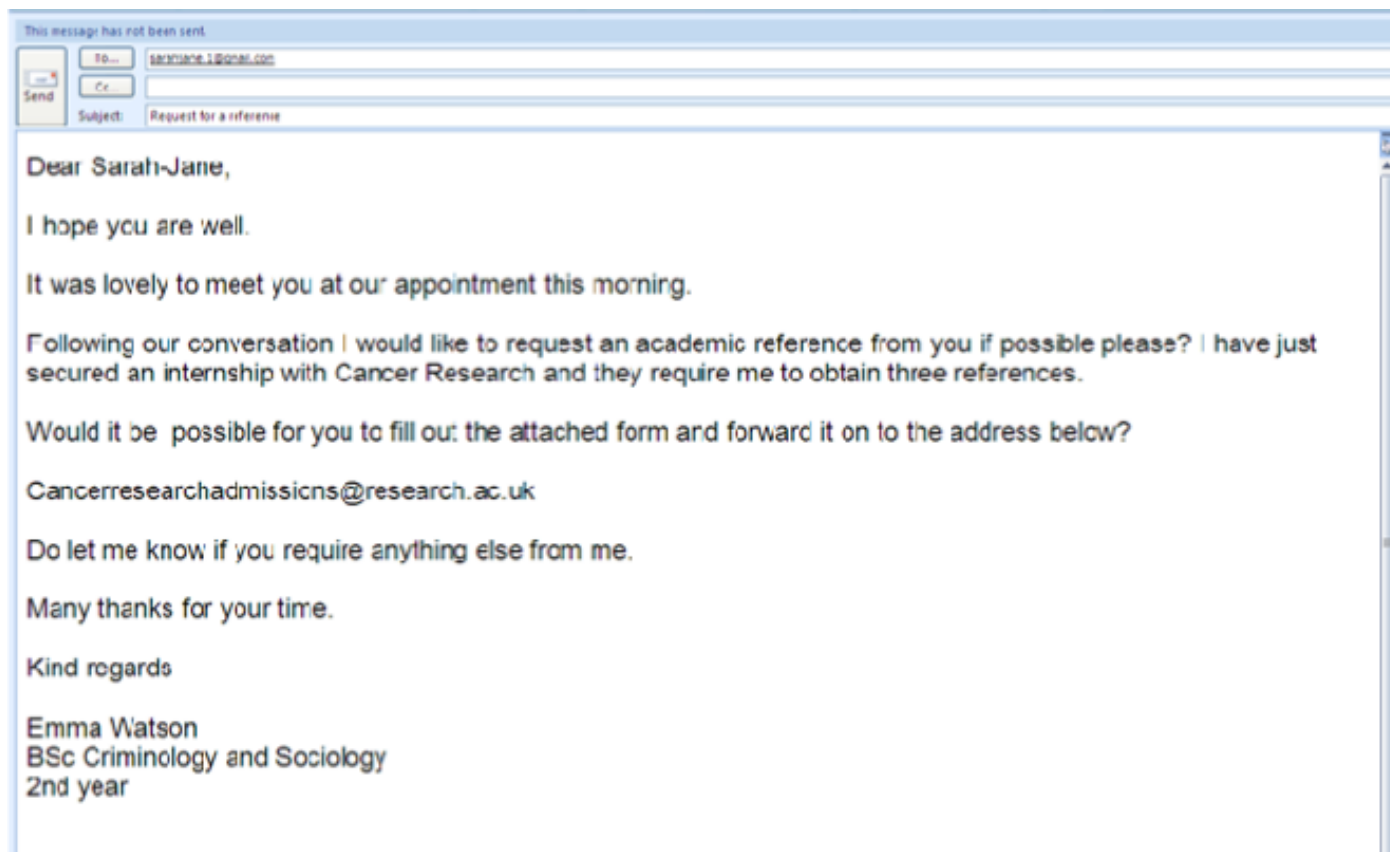 This message has not been sent.
To...
sarahjane.1@gmail.com
Cc...
Send
Subject:
Request for a reference
Dear Sarah-Jane,
I hope you are well.
It was lovely to meet you at our appointment this morning.
Following our conversation I would like to request an academic reference from you if possible please? I have just
secured an internship with Cancer Research and they require me to obtain three references.
Would it be possible for you to fill out the attached form and forward it on to the address below?
Cancerresearchadmissions@research.ac.uk
Do let me know if you require anything else from me.
Many thanks for your time.
Kind regards
Emma Watson
BSc Criminology and Sociology
2nd year